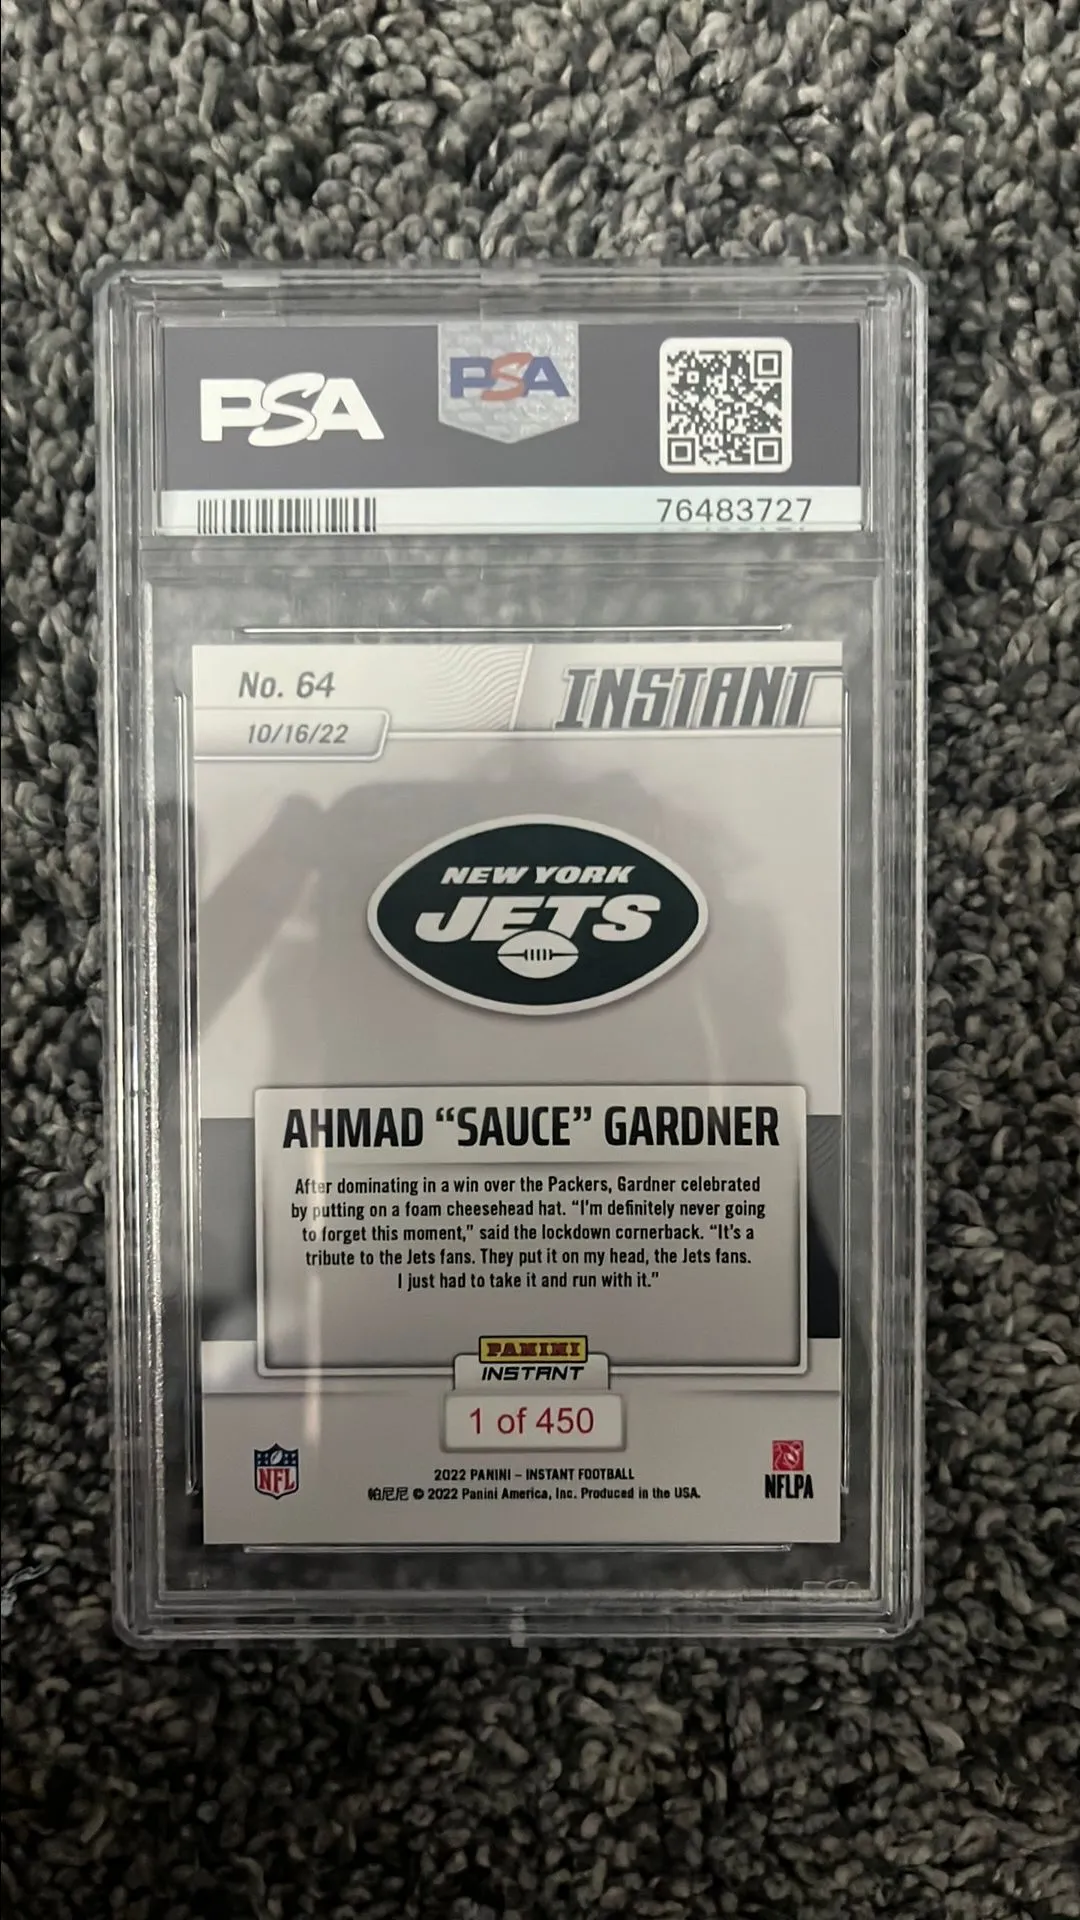 PSA
PSA
76483727
No. 64
INSTANT
10/16/22
NEW YORK
JETS
AHMAD “SAUCE” GARDNER
After dominating in a win over the Packers, Gardner celebrated
by putting on a foam cheesehead hat. “I'm definitely never going
to forget this moment,” said the lockdown cornerback. “It's a
tribute to the Jets fans. They put it on my head, the Jets fans.
I just had to take it and run with it.”
PANINI
INSTANT
1 of 450
NFL
NFLPA
2022 PANINI – INSTANT FOOTBALL
帕尼尼 © 2022 Panini America, Inc. Produced in the USA.
PSA